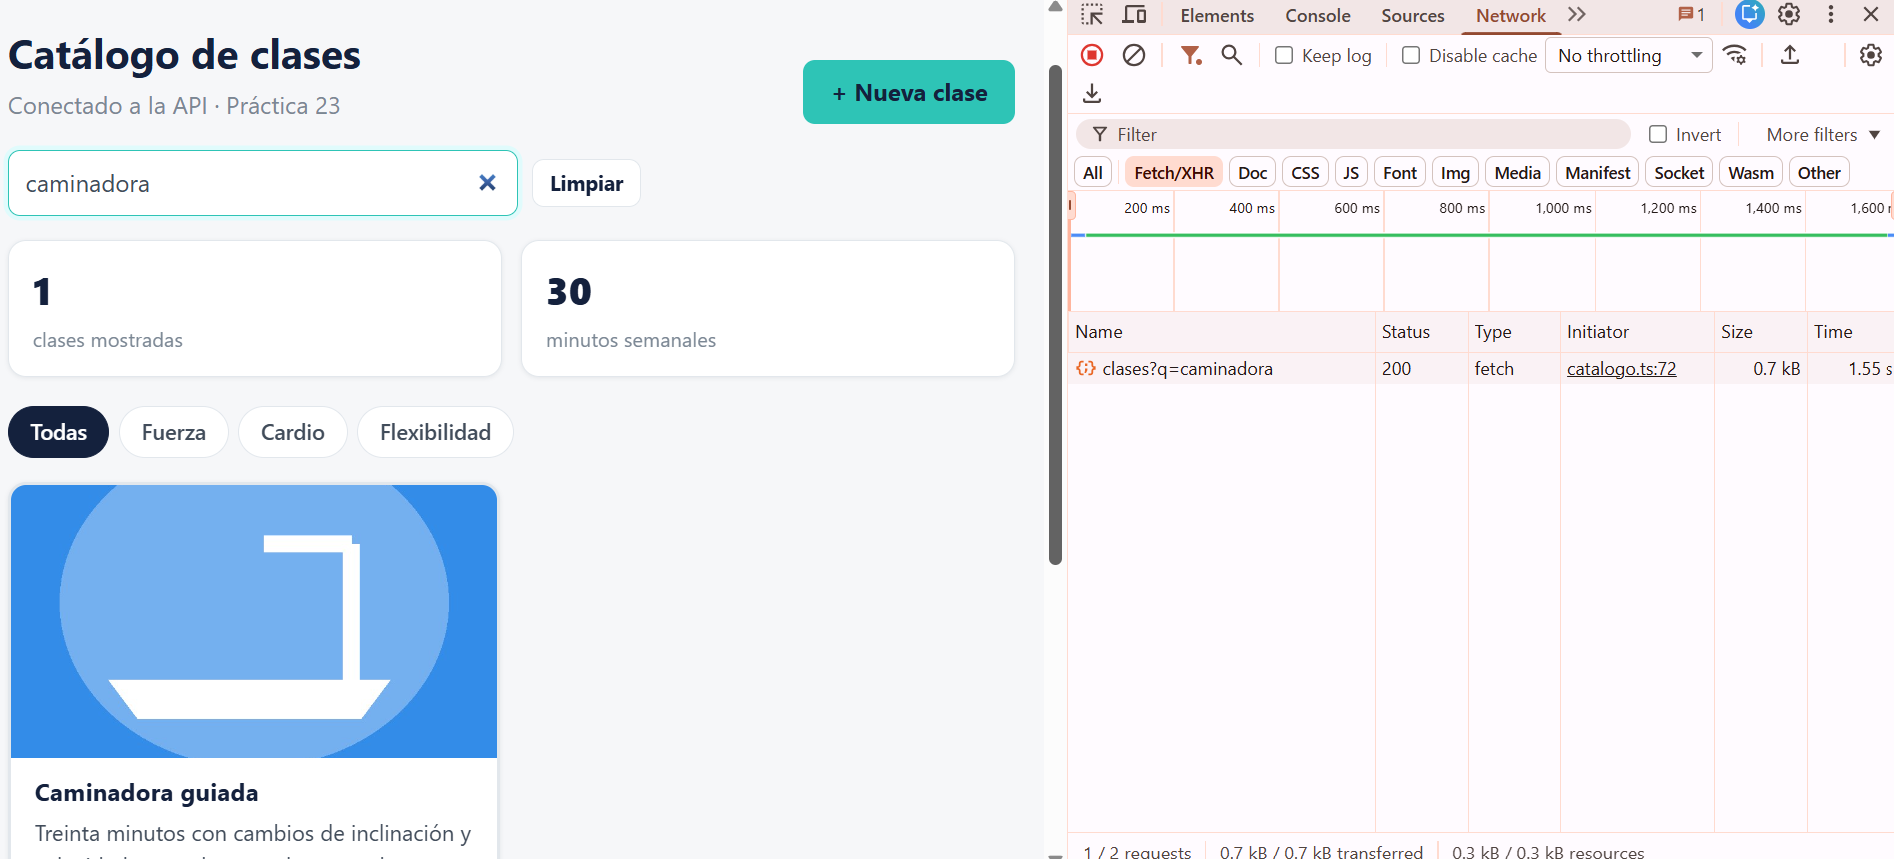 Catálogo de clases
Conectado a la API · Práctica 23
+ Nueva clase
caminadora
Limpiar
1
clases mostradas
30
minutos semanales
Todas Fuerza Cardio Flexibilidad
Caminadora guiada
Treinta minutos con cambios de inclinación y
Elements Console Sources Network 1
Keep log Disable cache No throttling
Filter Invert More filters
All Fetch/XHR Doc CSS JS Font Img Media Manifest Socket Wasm Other
200 ms 400 ms 600 ms 800 ms 1,000 ms 1,200 ms 1,400 ms 1,600
Name Status Type Initiator Size Time
clases?q=caminadora 200 fetch catalogo.ts:72 0.7 kB 1.55 s
1 / 2 requests 0.7 kB / 0.7 kB transferred 0.3 kB / 0.3 kB resources